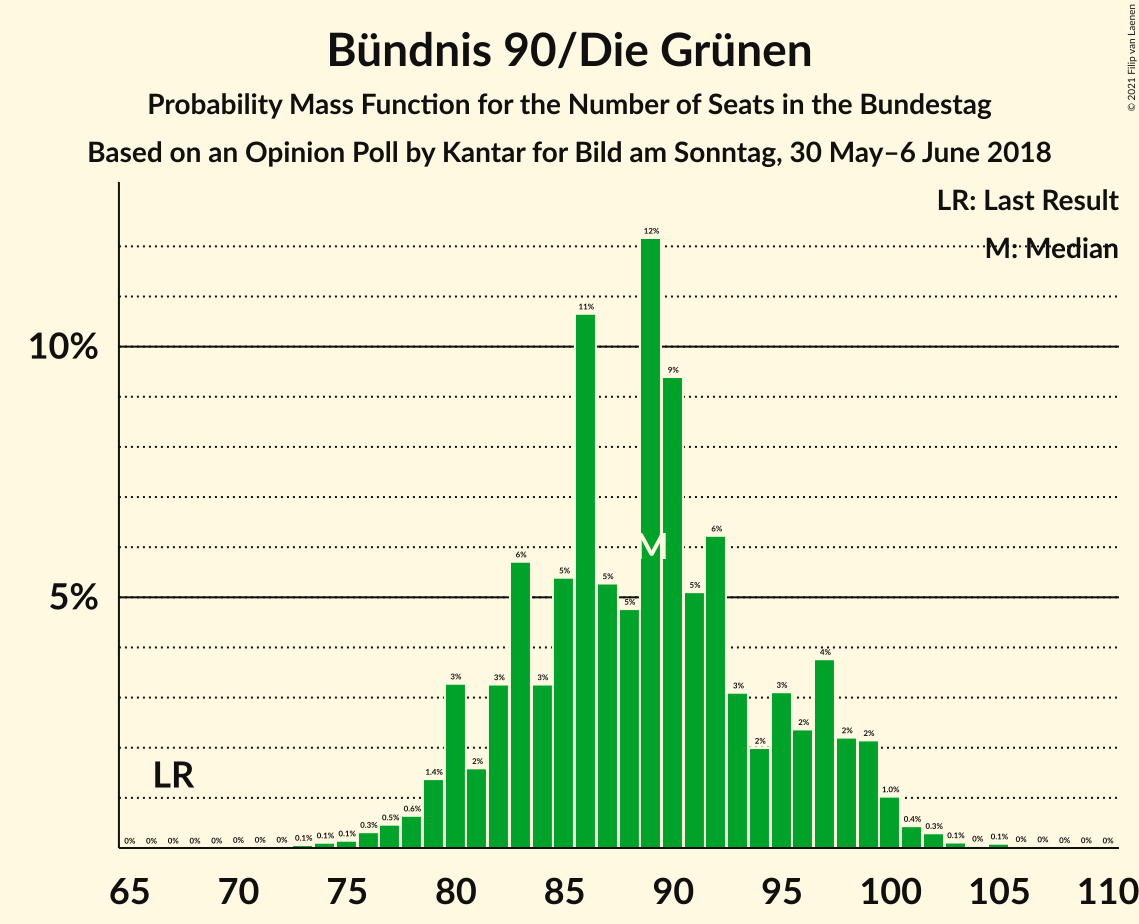 Bündnis 90/Die Grünen
Probability Mass Function for the Number of Seats in the Bundestag
Based on an Opinion Poll by Kantar for Bild am Sonntag, 30 May–6 June 2018
© 2021 Filip van Laenen
LR: Last Result
M: Median
10%
5%
LR
M
0% 0% 0% 0% 0% 0% 0% 0% 0.1% 0.1% 0.1% 0.3% 0.5% 0.6% 1.4% 3% 2% 3% 6% 3% 5% 11% 5% 5% 12% 9% 5% 6% 3% 2% 3% 2% 4% 2% 2% 1.0% 0.4% 0.3% 0.1% 0% 0.1% 0% 0% 0% 0% 0%
65 70 75 80 85 90 95 100 105 110